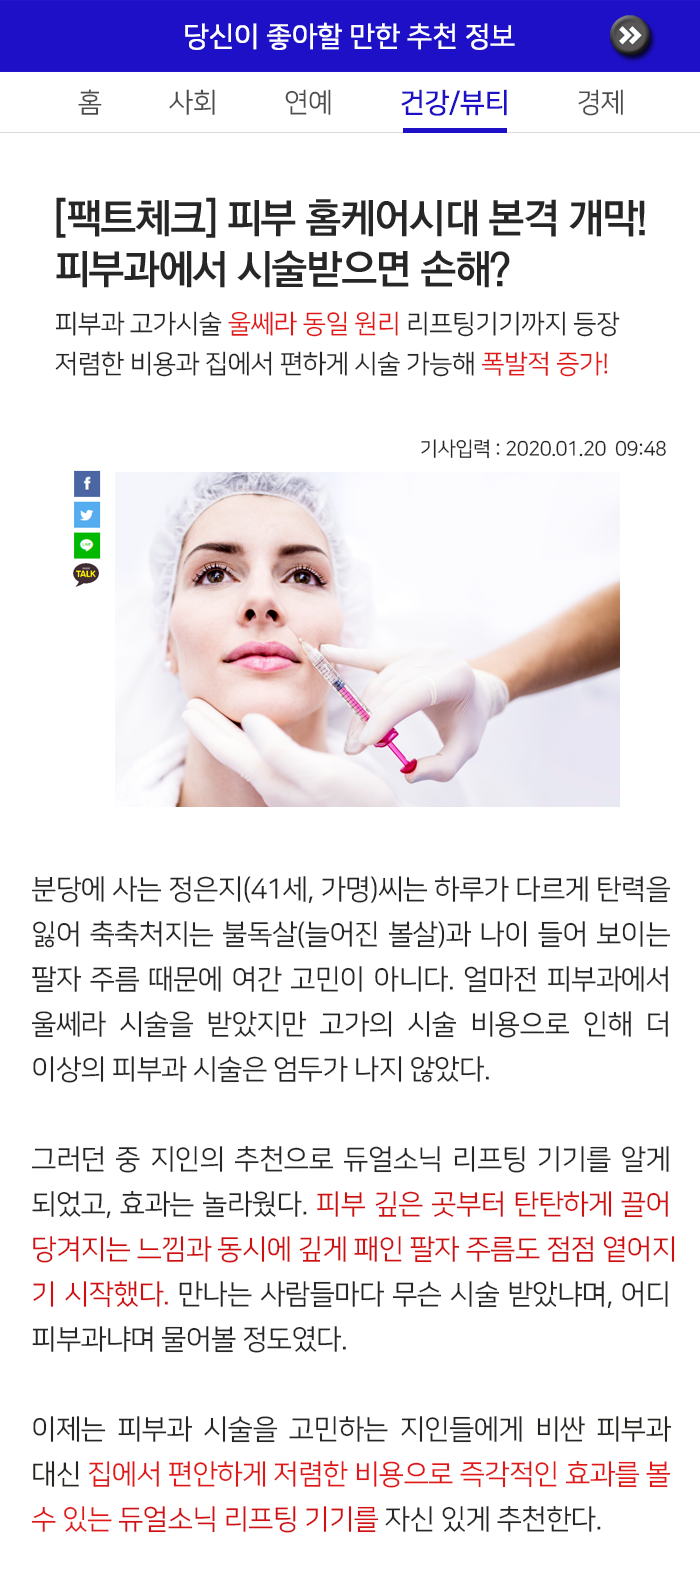 당신이 좋아할 만한 추천 정보
홈 사회 연예 건강/뷰티 경제
[팩트체크] 피부 홈케어시대 본격 개막!
피부과에서 시술받으면 손해?
피부과 고가시술 울쎄라 동일 원리 리프팅기기까지 등장
저렴한 비용과 집에서 편하게 시술 가능해 폭발적 증가!
기사입력 : 2020.01.20 09:48
f
TALK
분당에 사는 정은지(41세, 가명)씨는 하루가 다르게 탄력을
잃어 축축처지는 불독살(늘어진 볼살)과 나이 들어 보이는
팔자 주름 때문에 여간 고민이 아니다. 얼마전 피부과에서
울쎄라 시술을 받았지만 고가의 시술 비용으로 인해 더
이상의 피부과 시술은 엄두가 나지 않았다.
그러던 중 지인의 추천으로 듀얼소닉 리프팅 기기를 알게
되었고, 효과는 놀라웠다. 피부 깊은 곳부터 탄탄하게 끌어
당겨지는 느낌과 동시에 깊게 패인 팔자 주름도 점점 옅어지
기 시작했다. 만나는 사람들마다 무슨 시술 받았냐며, 어디
피부과냐며 물어볼 정도였다.
이제는 피부과 시술을 고민하는 지인들에게 비싼 피부과
대신 집에서 편안하게 저렴한 비용으로 즉각적인 효과를 볼
수 있는 듀얼소닉 리프팅 기기를 자신 있게 추천한다.